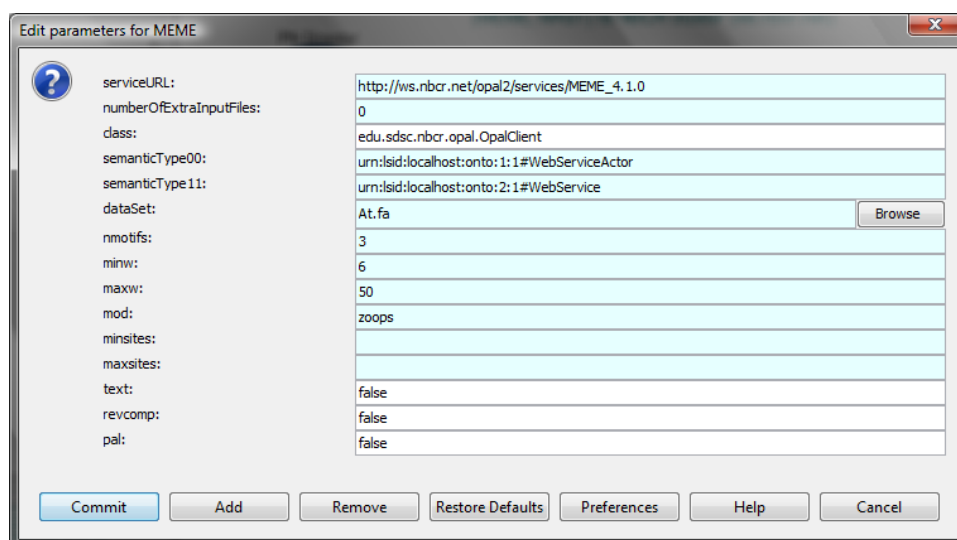 Edit parameters for MEME
serviceURL: http://ws.nbcr.net/opal2/services/MEME_4.1.0
numberOfExtraInputFiles: 0
class: edu.sdsc.nbcr.opal.OpalClient
semanticType00: urn:lsid:localhost:onto:1:1#WebServiceActor
semanticType11: urn:lsid:localhost:onto:2:1#WebService
dataSet: At.fa Browse
nmotifs: 3
minw: 6
maxw: 50
mod: zoops
minsites:
maxsites:
text: false
revcomp: false
pal: false
Commit Add Remove Restore Defaults Preferences Help Cancel